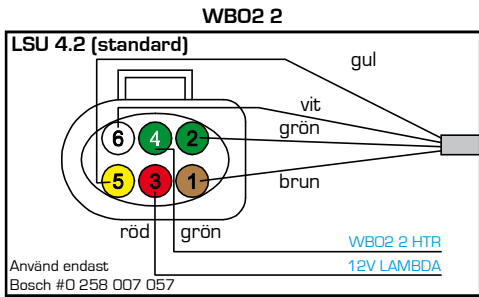 WBO2 2
LSU 4.2 (standard)
gul
vit
grön
6 4 2
5 3 1
brun
röd grön
WBO2 2 HTR
12V LAMBDA
Använd endast
Bosch #0 258 007 057